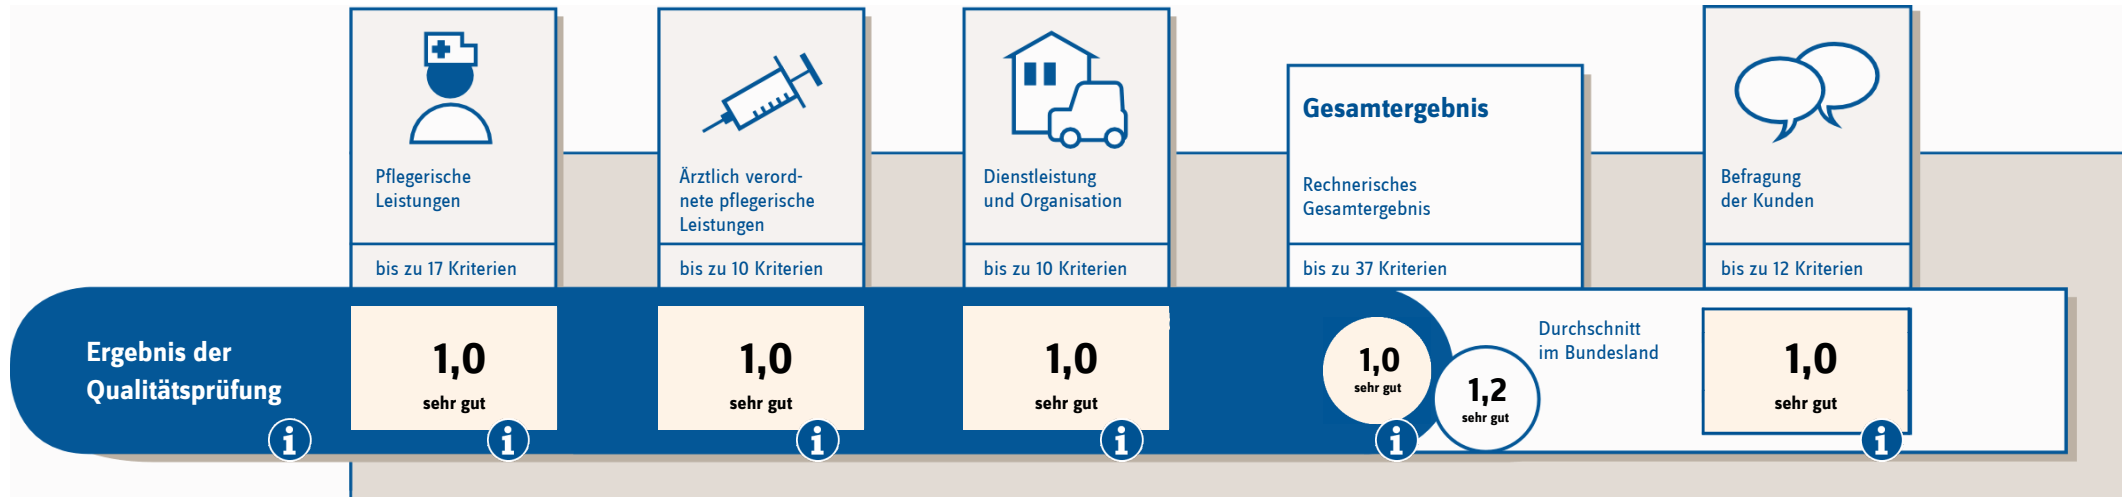 Pflegerische
Leistungen
bis zu 17 Kriterien
Ärztlich verord-
nete pflegerische
Leistungen
bis zu 10 Kriterien
Dienstleistung
und Organisation
bis zu 10 Kriterien
Gesamtergebnis
Rechnerisches
Gesamtergebnis
bis zu 37 Kriterien
Befragung
der Kunden
bis zu 12 Kriterien
Ergebnis der
Qualitätsprüfung
i
1,0
sehr gut
i
1,0
sehr gut
i
1,0
sehr gut
i
1,0
sehr gut
i
1,2
sehr gut
Durchschnitt
im Bundesland
1,0
sehr gut
i